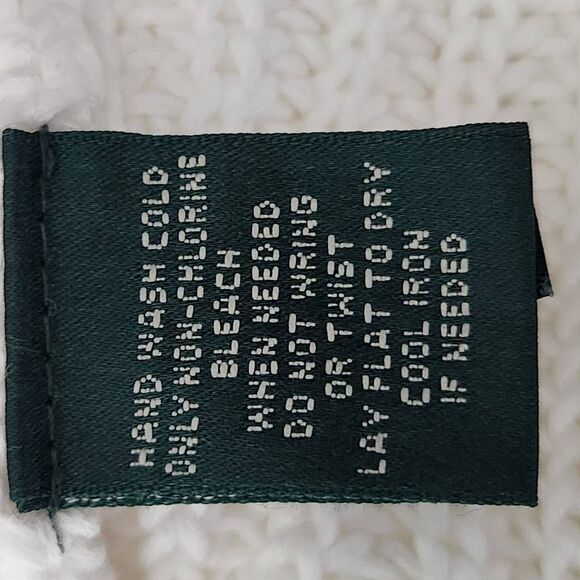 HAND WASH COLD
ONLY NON-CHLORINE
BLEACH
WHEN NEEDED
DO NOT WRING
OR TWIST
LAY FLAT TO DRY
COOL IRON
IF NEEDED